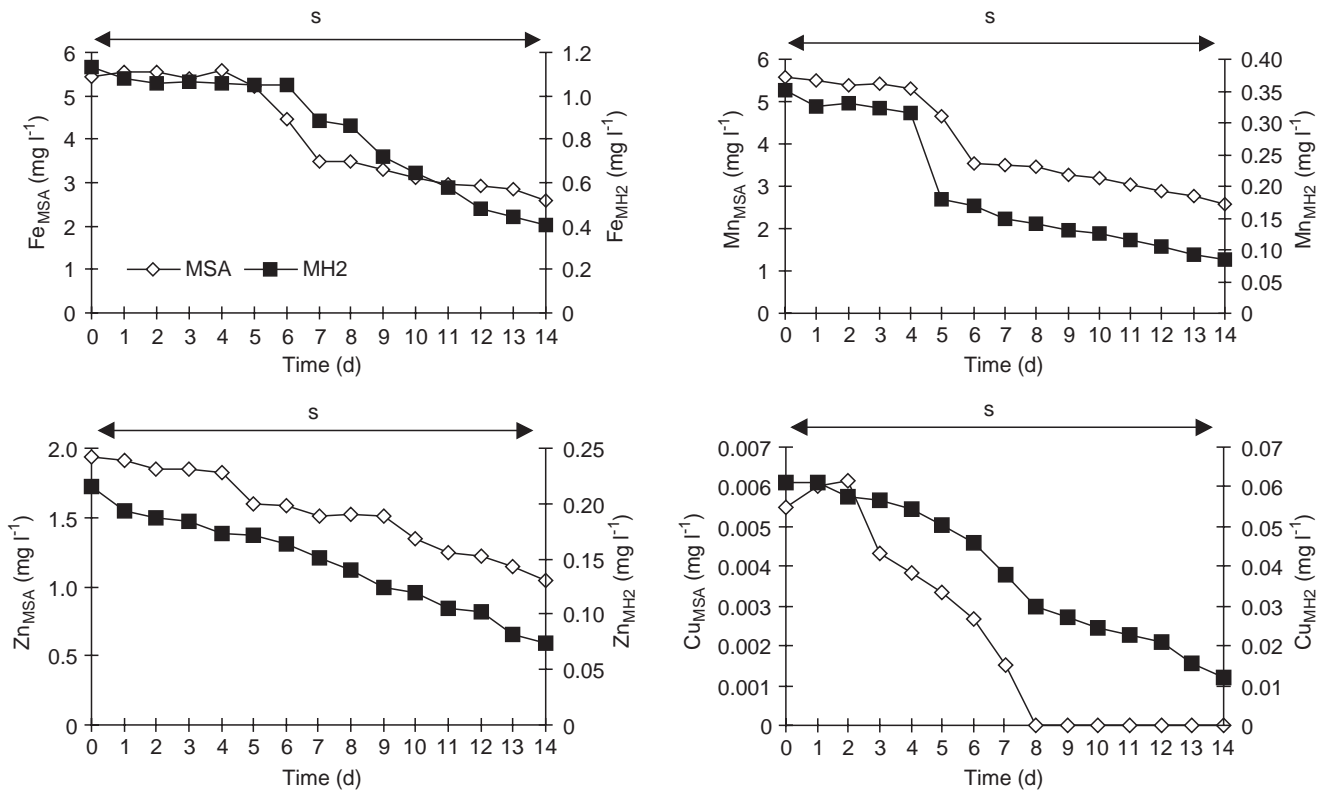 s
6
5
4
3
2
1
0
Fe_MSA (mg l^-1)
1.2
1.0
0.8
0.6
0.4
0.2
0
Fe_MH2 (mg l^-1)
MSA MH2
0 1 2 3 4 5 6 7 8 9 10 11 12 13 14
Time (d)
s
6
5
4
3
2
1
0
Mn_MSA (mg l^-1)
0.40
0.35
0.30
0.25
0.20
0.15
0.10
0.05
0
Mn_MH2 (mg l^-1)
0 1 2 3 4 5 6 7 8 9 10 11 12 13 14
Time (d)
s
2.0
1.5
1.0
0.5
0
Zn_MSA (mg l^-1)
0.25
0.20
0.15
0.10
0.05
0
Zn_MH2 (mg l^-1)
0 1 2 3 4 5 6 7 8 9 10 11 12 13 14
Time (d)
s
0.007
0.006
0.005
0.004
0.003
0.002
0.001
0
Cu_MSA (mg l^-1)
0.07
0.06
0.05
0.04
0.03
0.02
0.01
0
Cu_MH2 (mg l^-1)
0 1 2 3 4 5 6 7 8 9 10 11 12 13 14
Time (d)